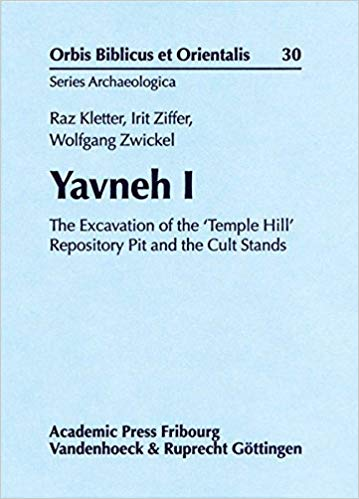 Orbis Biblicus et Orientalis 30
Series Archaeologica
Raz Kletter, Irit Ziffer,
Wolfgang Zwickel
Yavneh I
The Excavation of the ‘Temple Hill’
Repository Pit and the Cult Stands
Academic Press Fribourg
Vandenhoeck & Ruprecht Göttingen